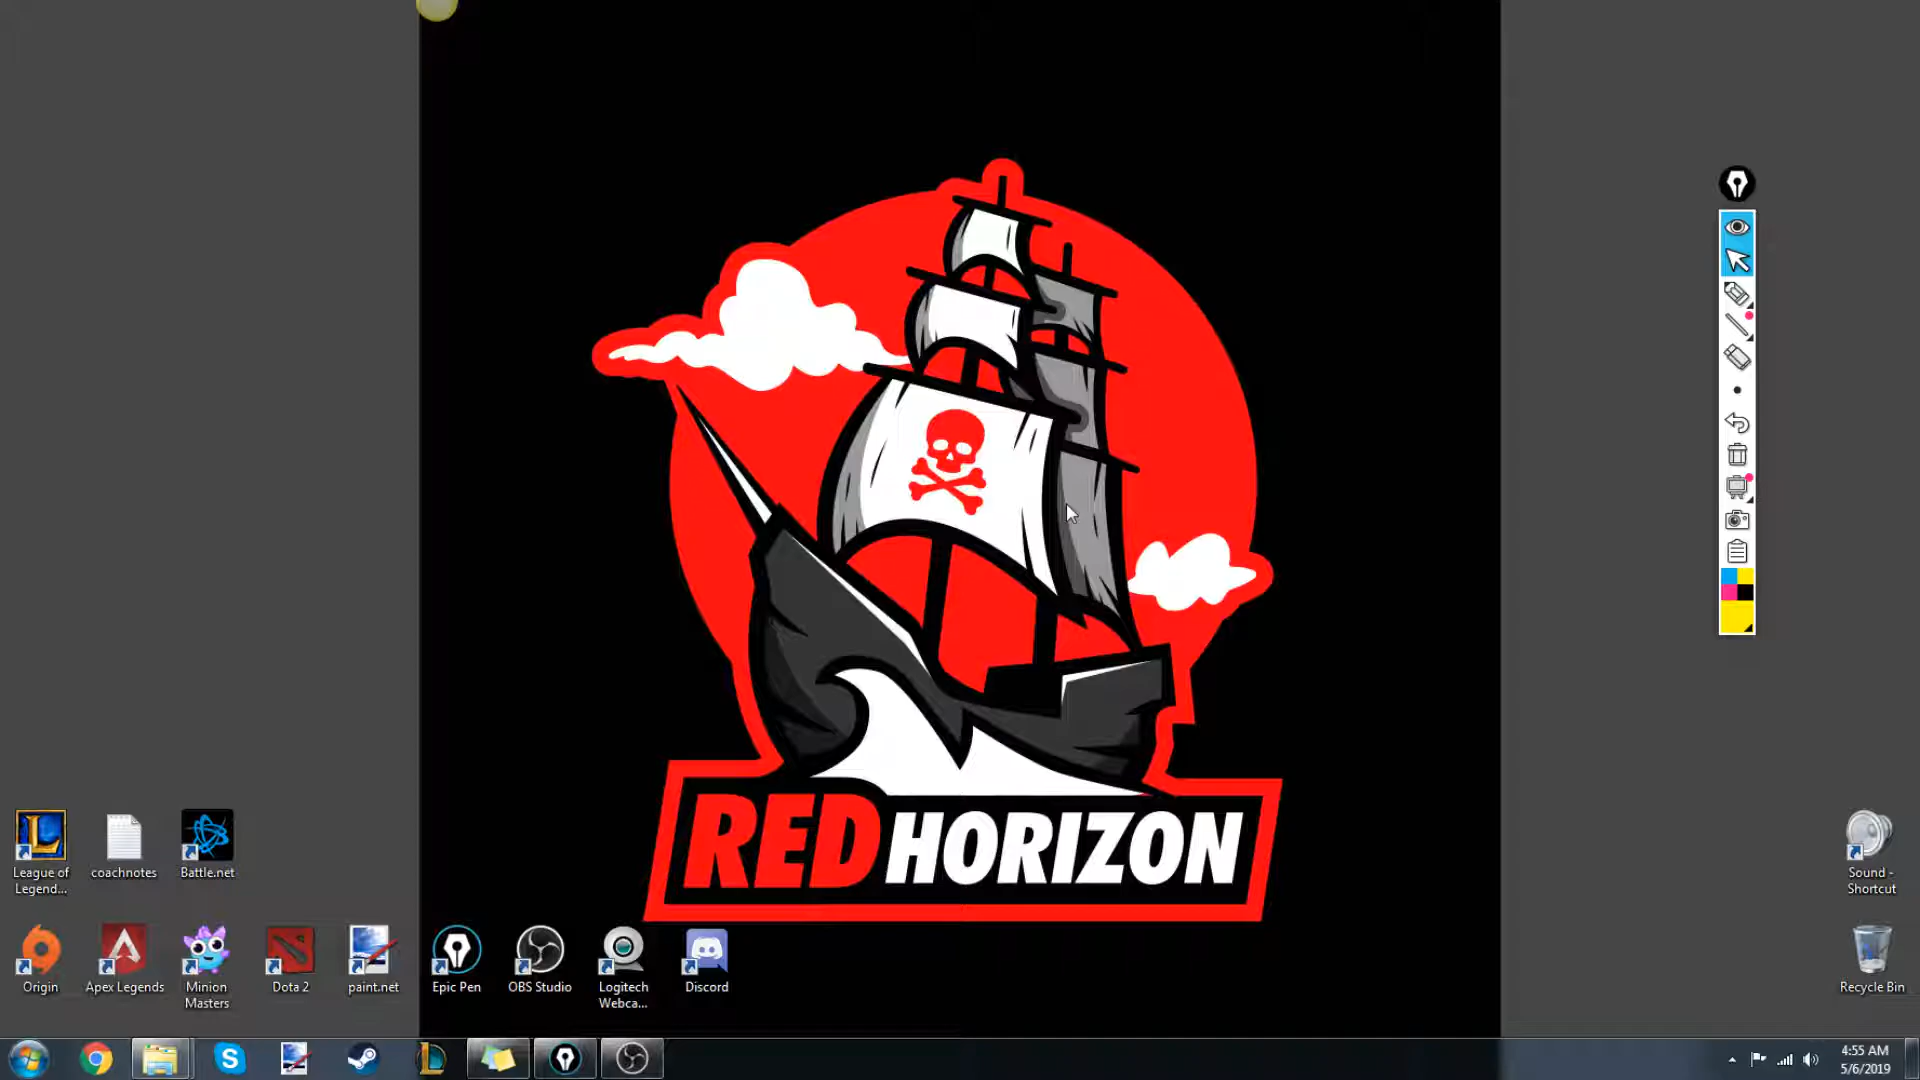 RED HORIZON
League of
Legend...
coachnotes
Battle.net
Sound -
Shortcut
Origin
Apex Legends
Minion
Masters
Dota 2
paint.net
Epic Pen
OBS Studio
Logitech
Webca...
Discord
Recycle Bin
4:55 AM
5/6/2019